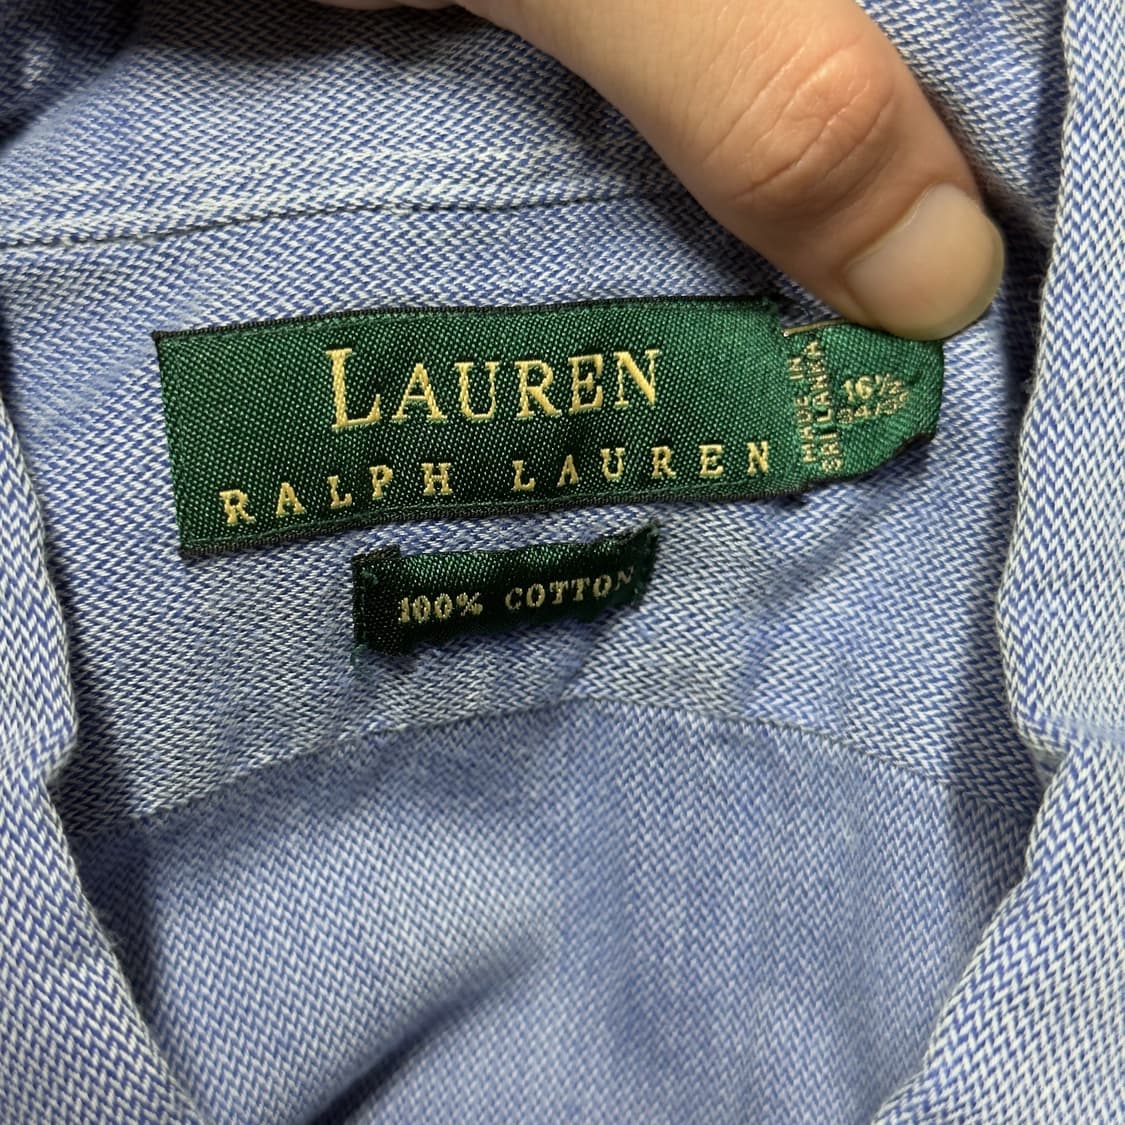 LAUREN
RALPH LAUREN
MADE IN
SRI LANKA
16½
100% COTTON